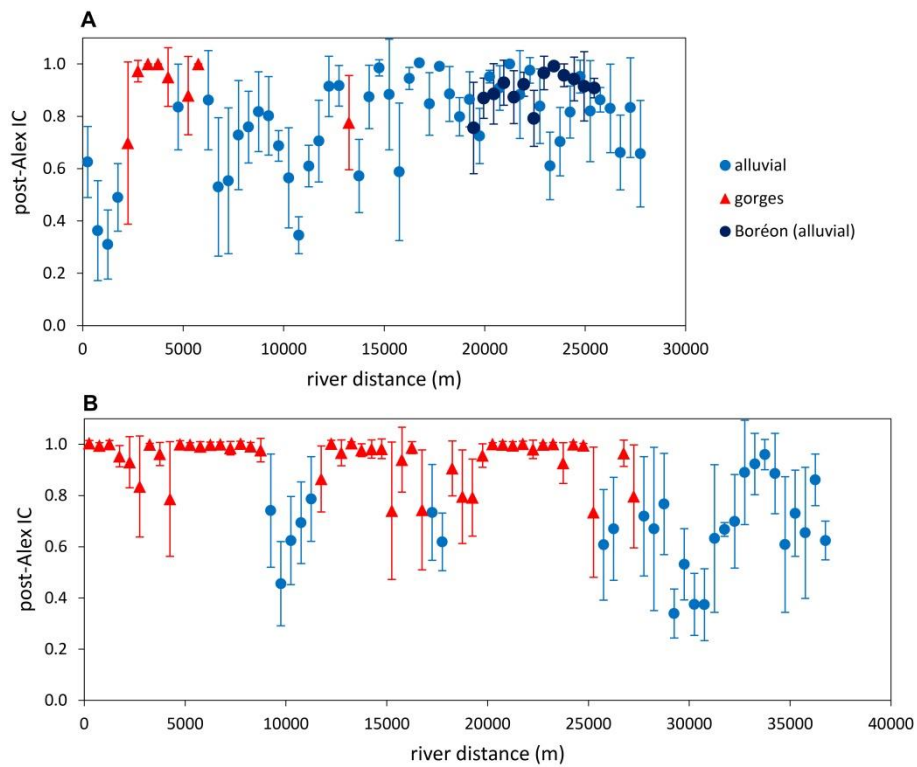 A
1.0
0.8
0.6
0.4
0.2
0.0
post-Alex IC
0 5000 10000 15000 20000 25000 30000
river distance (m)
alluvial
gorges
Boréon (alluvial)
B
1.0
0.8
0.6
0.4
0.2
0.0
post-Alex IC
0 5000 10000 15000 20000 25000 30000 35000 40000
river distance (m)